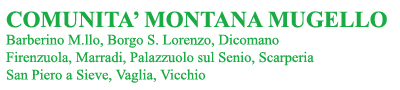 COMUNITA’ MONTANA MUGELLO
Barberino M.llo, Borgo S. Lorenzo, Dicomano
Firenzuola, Marradi, Palazzuolo sul Senio, Scarperia
San Piero a Sieve, Vaglia, Vicchio